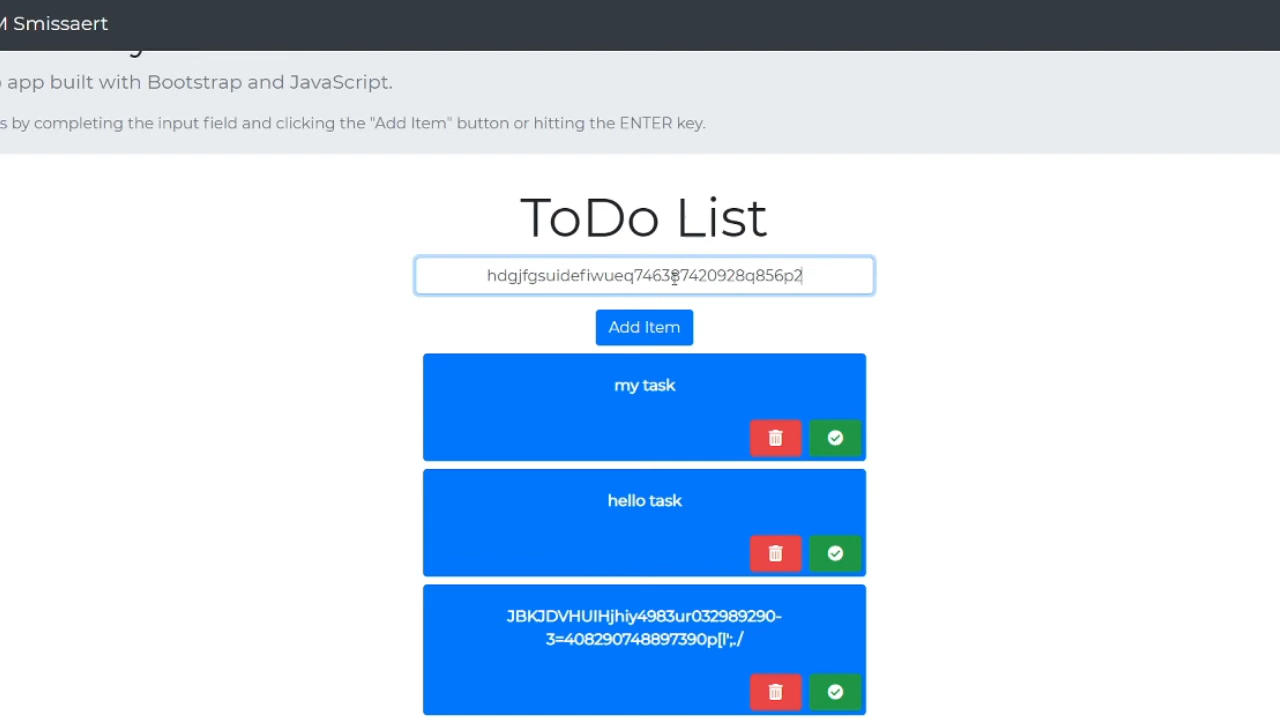 M Smissaert
app built with Bootstrap and JavaScript.
s by completing the input field and clicking the "Add Item" button or hitting the ENTER key.
ToDo List
hdgjfgsuidefiwueq746387420928q856p2
Add Item
my task
hello task
JBKJDVHUIHjhiy4983ur032989290-
3=408290748897390p[l';./